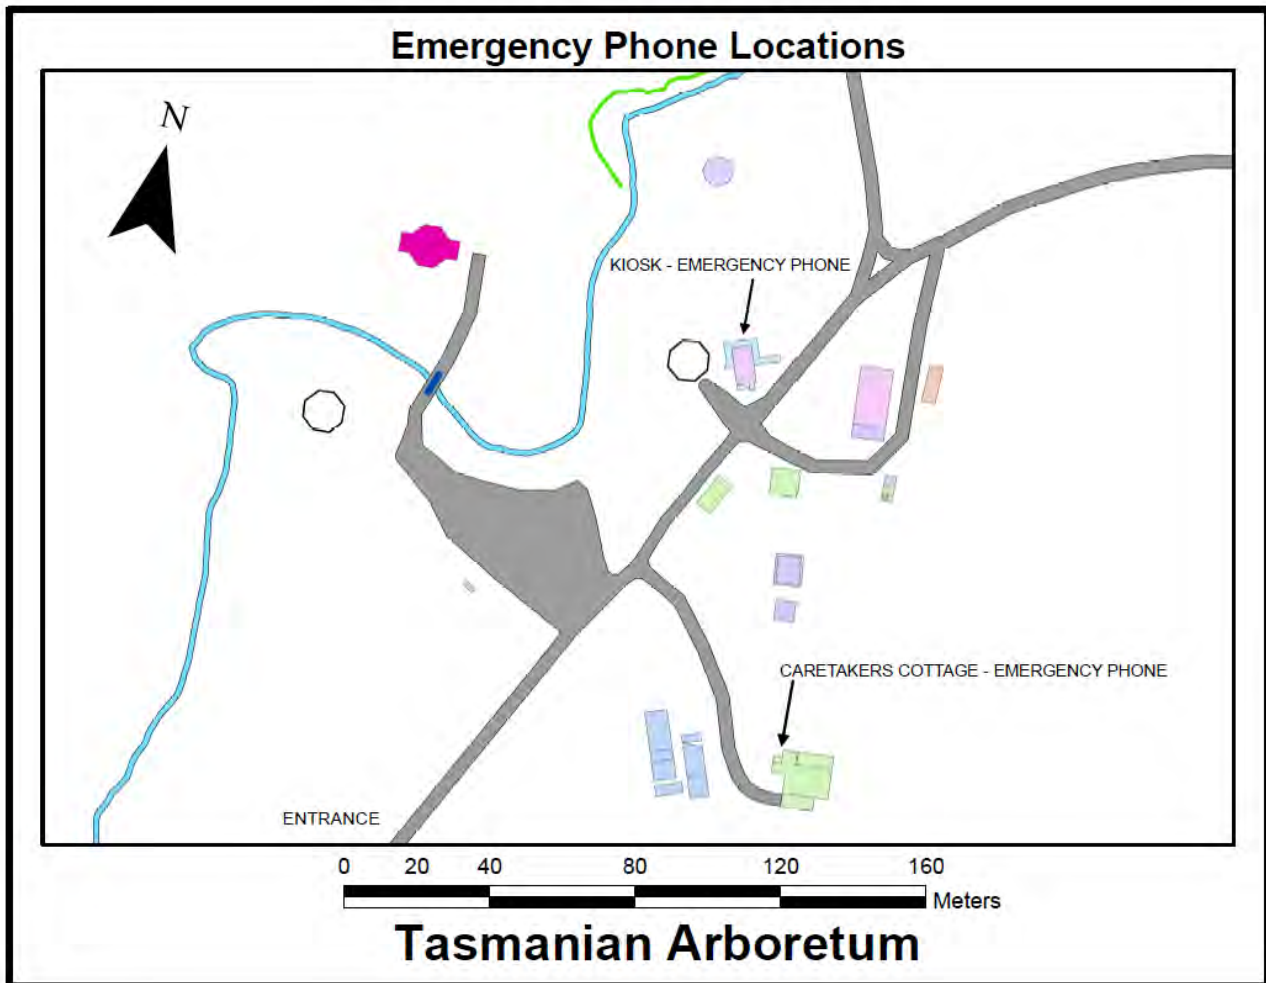 Emergency Phone Locations
N
KIOSK - EMERGENCY PHONE
CARETAKERS COTTAGE - EMERGENCY PHONE
ENTRANCE
0 20 40 80 120 160
Meters
Tasmanian Arboretum